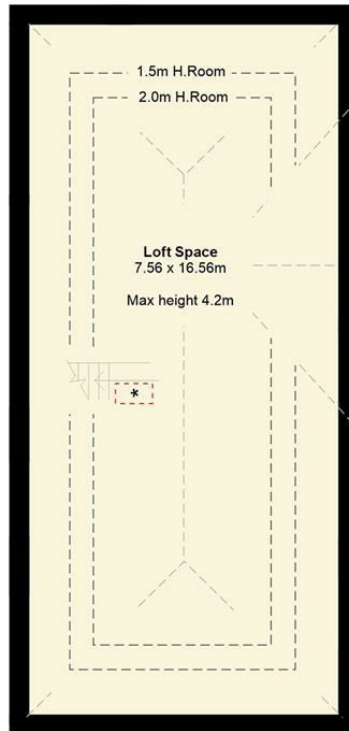 1.5m H.Room
2.0m H.Room
Loft Space
7.56 x 16.56m
Max height 4.2m
*